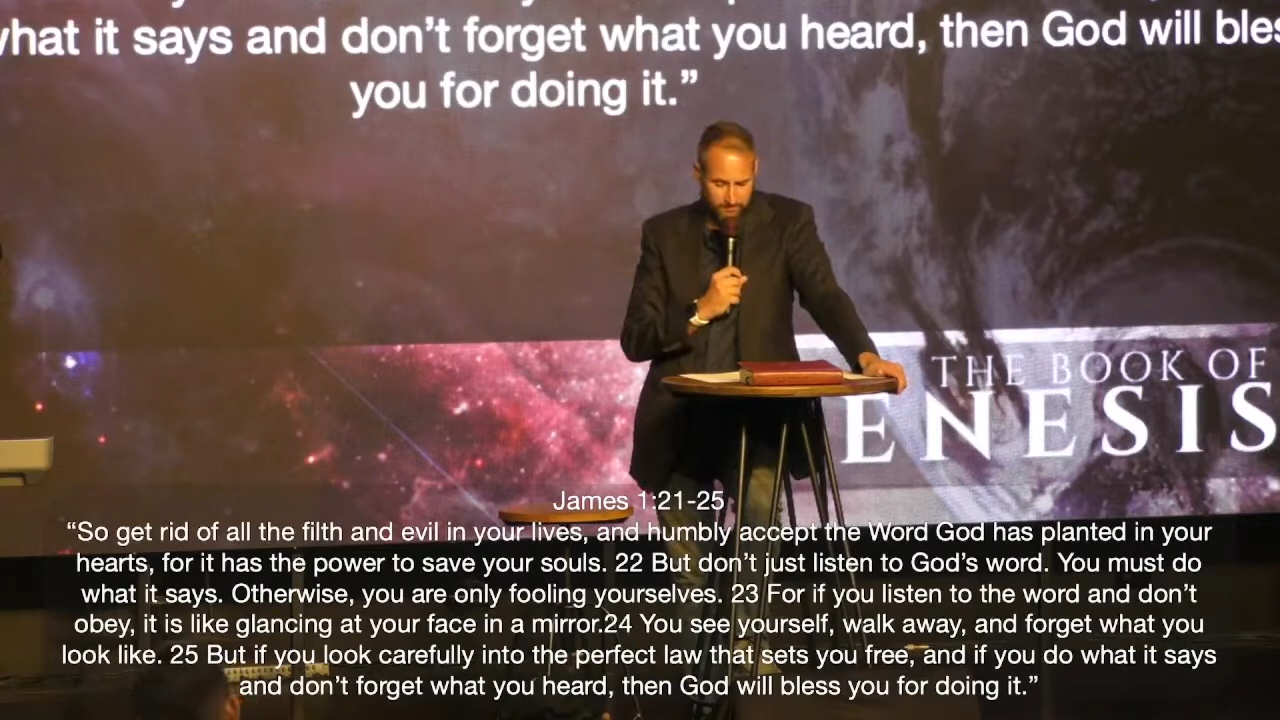 what it says and don't forget what you heard, then God will bles
you for doing it.”
THE BOOK OF
ENESIS
James 1:21-25
“So get rid of all the filth and evil in your lives, and humbly accept the Word God has planted in your
hearts, for it has the power to save your souls. 22 But don’t just listen to God’s word. You must do
what it says. Otherwise, you are only fooling yourselves. 23 For if you listen to the word and don’t
obey, it is like glancing at your face in a mirror.24 You see yourself, walk away, and forget what you
look like. 25 But if you look carefully into the perfect law that sets you free, and if you do what it says
and don’t forget what you heard, then God will bless you for doing it.”